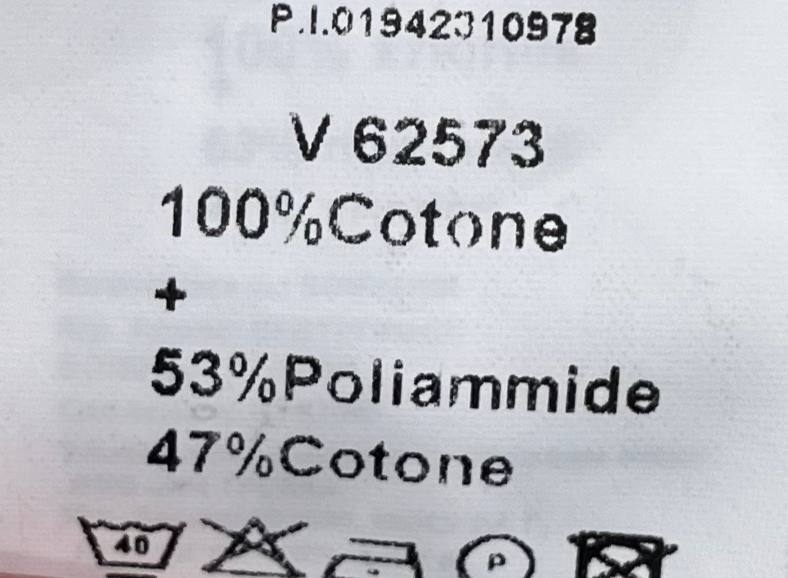 P.I.01942310978
V 62573
100%Cotone
+
53%Poliammide
47%Cotone
40 P